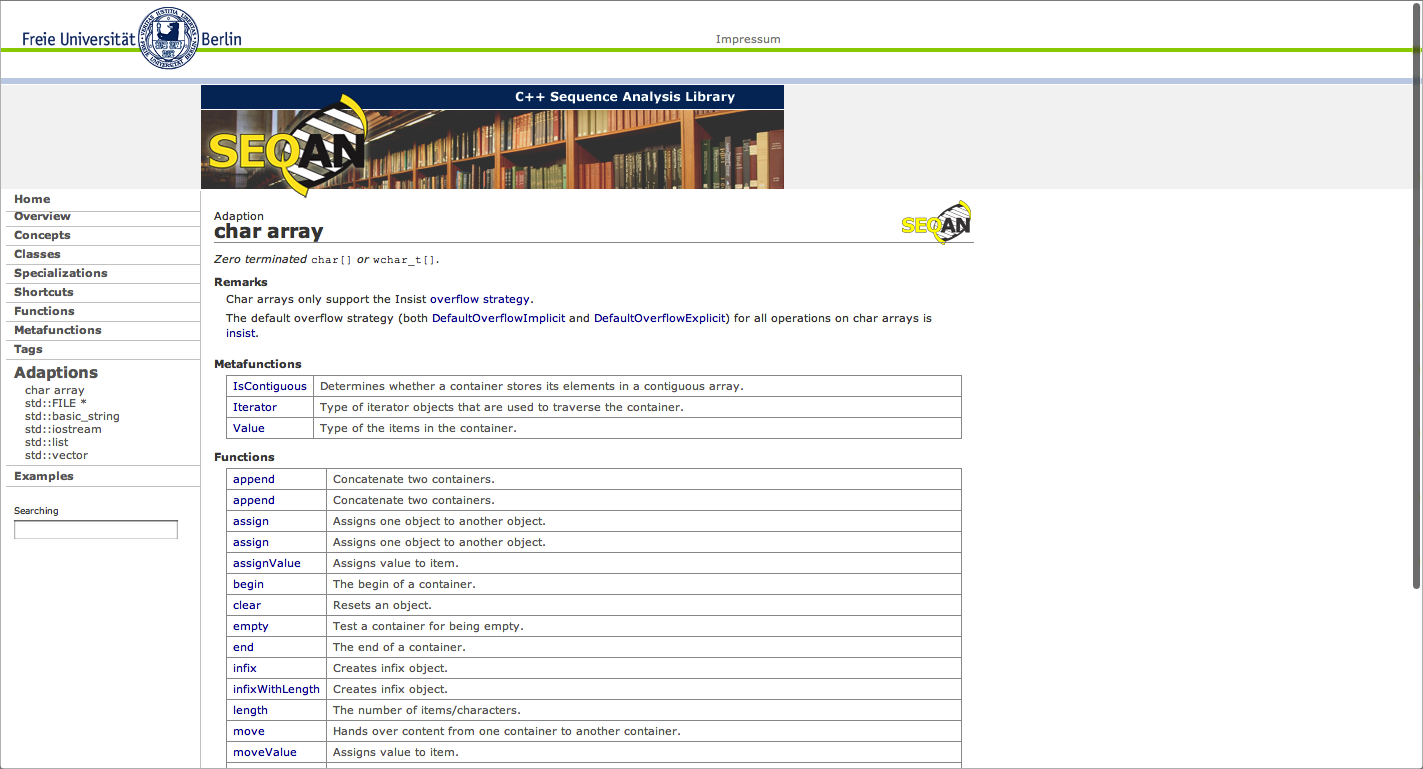 Freie Universität Berlin
Impressum
C++ Sequence Analysis Library
SEQAN
Home
Overview
Concepts
Classes
Specializations
Shortcuts
Functions
Metafunctions
Tags
Adaptions
char array
std::FILE *
std::basic_string
std::iostream
std::list
std::vector
Examples
Searching
Adaption
char array
SEQAN
Zero terminated char[] or wchar_t[].
Remarks
Char arrays only support the Insist overflow strategy.
The default overflow strategy (both DefaultOverflowImplicit and DefaultOverflowExplicit) for all operations on char arrays is
insist.
Metafunctions
IsContiguous Determines whether a container stores its elements in a contiguous array.
Iterator Type of iterator objects that are used to traverse the container.
Value Type of the items in the container.
Functions
append Concatenate two containers.
append Concatenate two containers.
assign Assigns one object to another object.
assign Assigns one object to another object.
assignValue Assigns value to item.
begin The begin of a container.
clear Resets an object.
empty Test a container for being empty.
end The end of a container.
infix Creates infix object.
infixWithLength Creates infix object.
length The number of items/characters.
move Hands over content from one container to another container.
moveValue Assigns value to item.